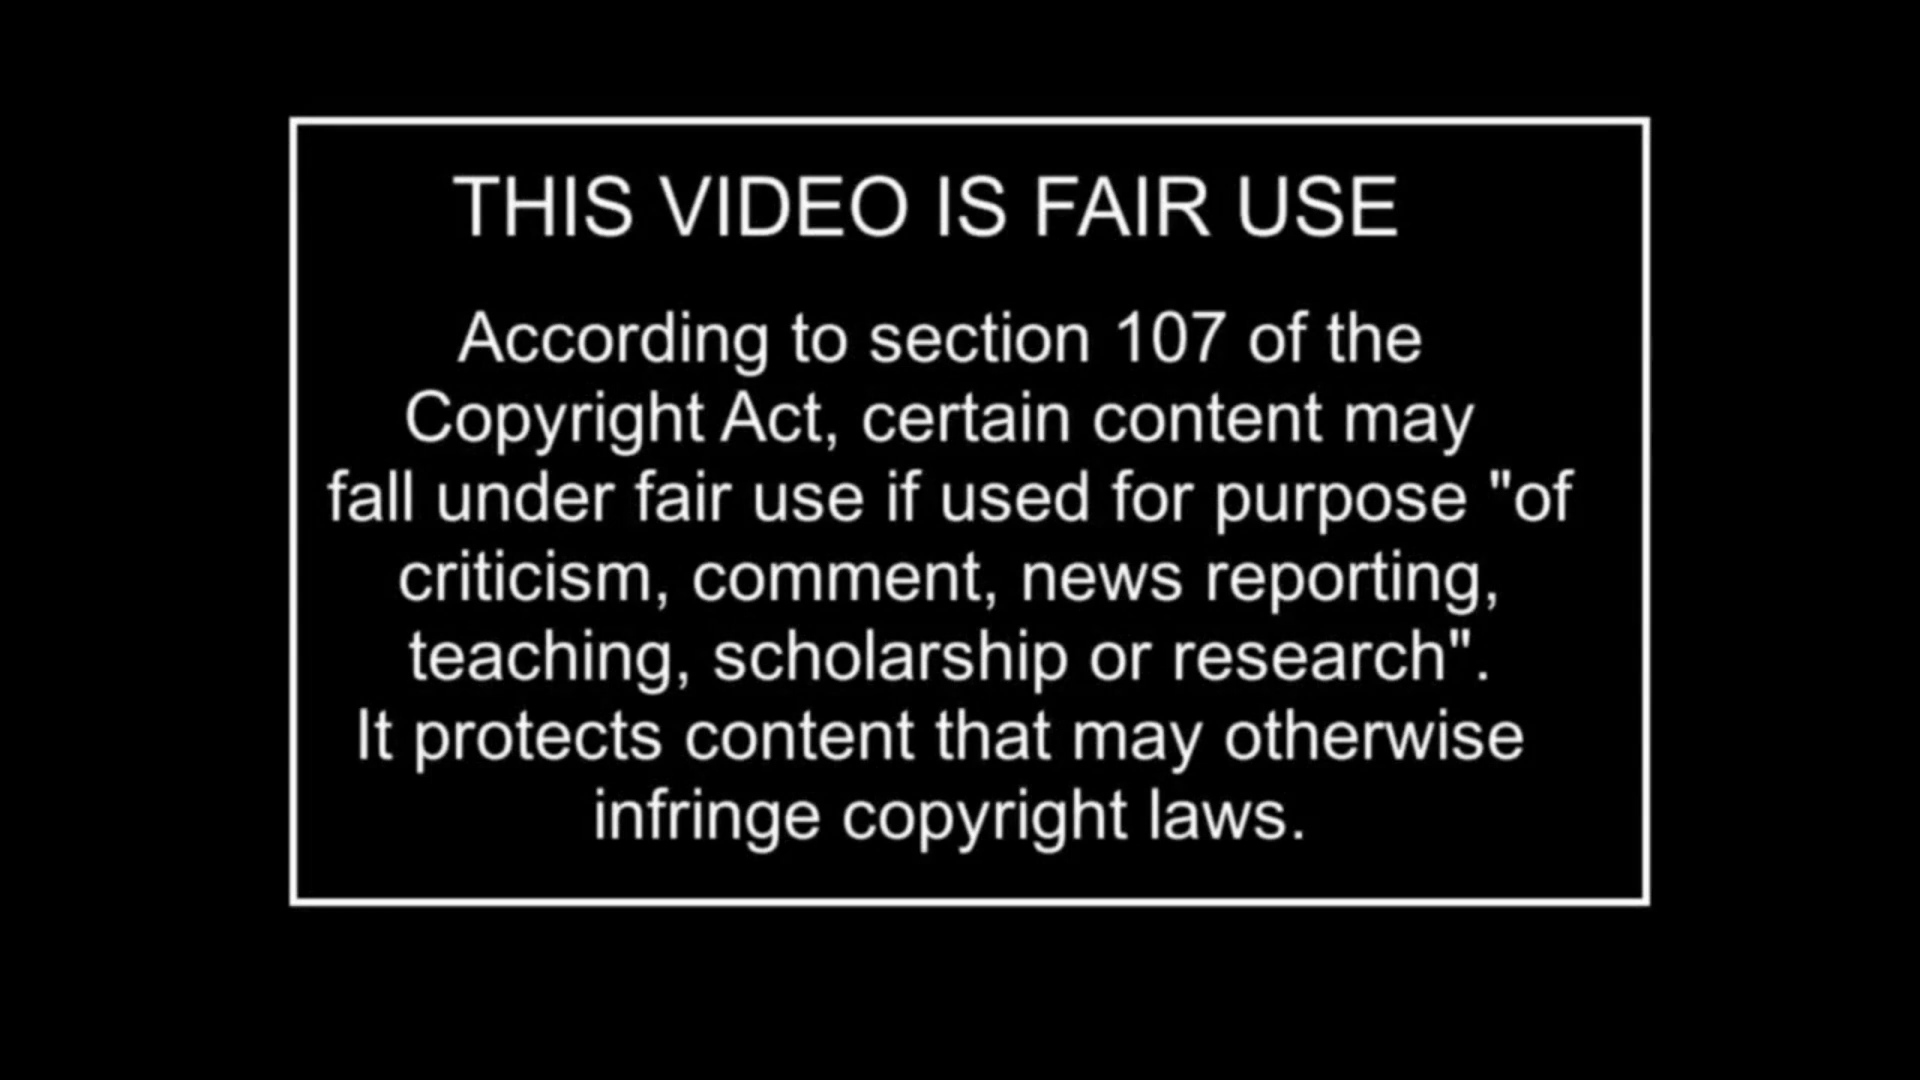 THIS VIDEO IS FAIR USE
According to section 107 of the
Copyright Act, certain content may
fall under fair use if used for purpose "of
criticism, comment, news reporting,
teaching, scholarship or research".
It protects content that may otherwise
infringe copyright laws.